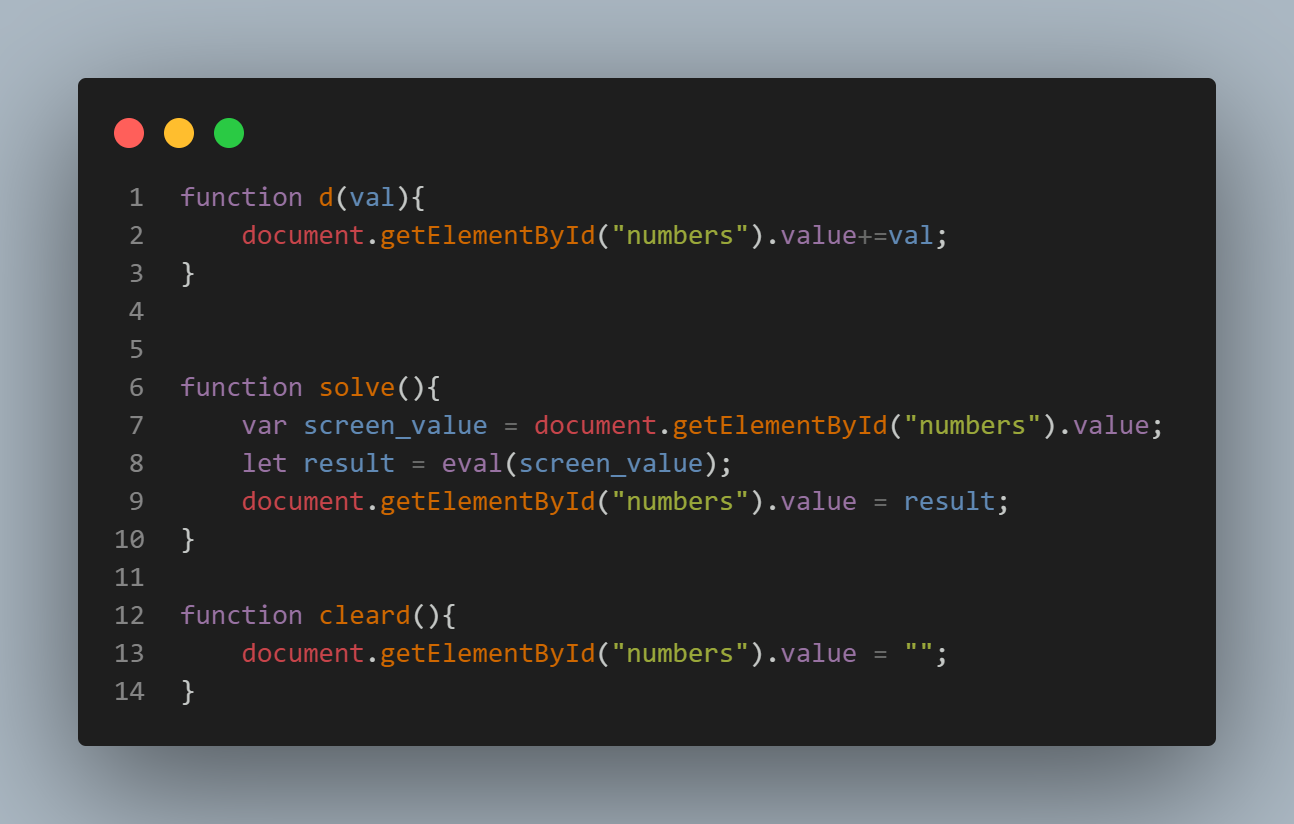 1 function d(val){
2     document.getElementById("numbers").value+=val;
3 }
4
5
6 function solve(){
7     var screen_value = document.getElementById("numbers").value;
8     let result = eval(screen_value);
9     document.getElementById("numbers").value = result;
10 }
11
12 function cleard(){
13     document.getElementById("numbers").value = "";
14 }